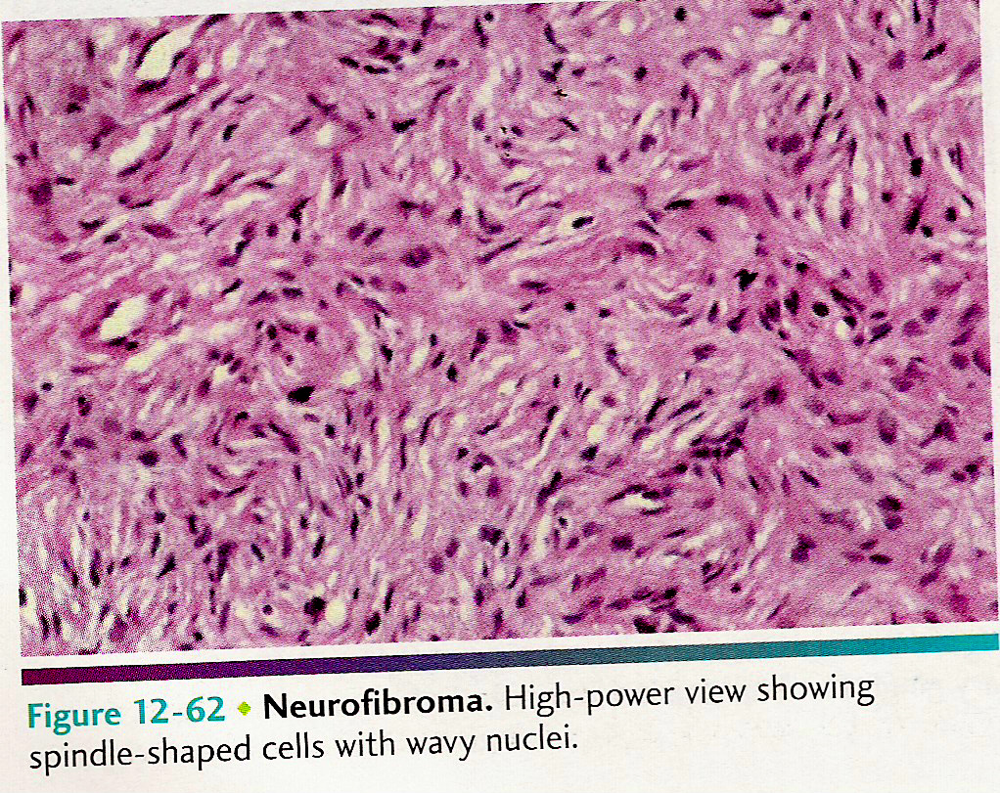 Figure 12-62 ◆ Neurofibroma. High-power view showing
spindle-shaped cells with wavy nuclei.